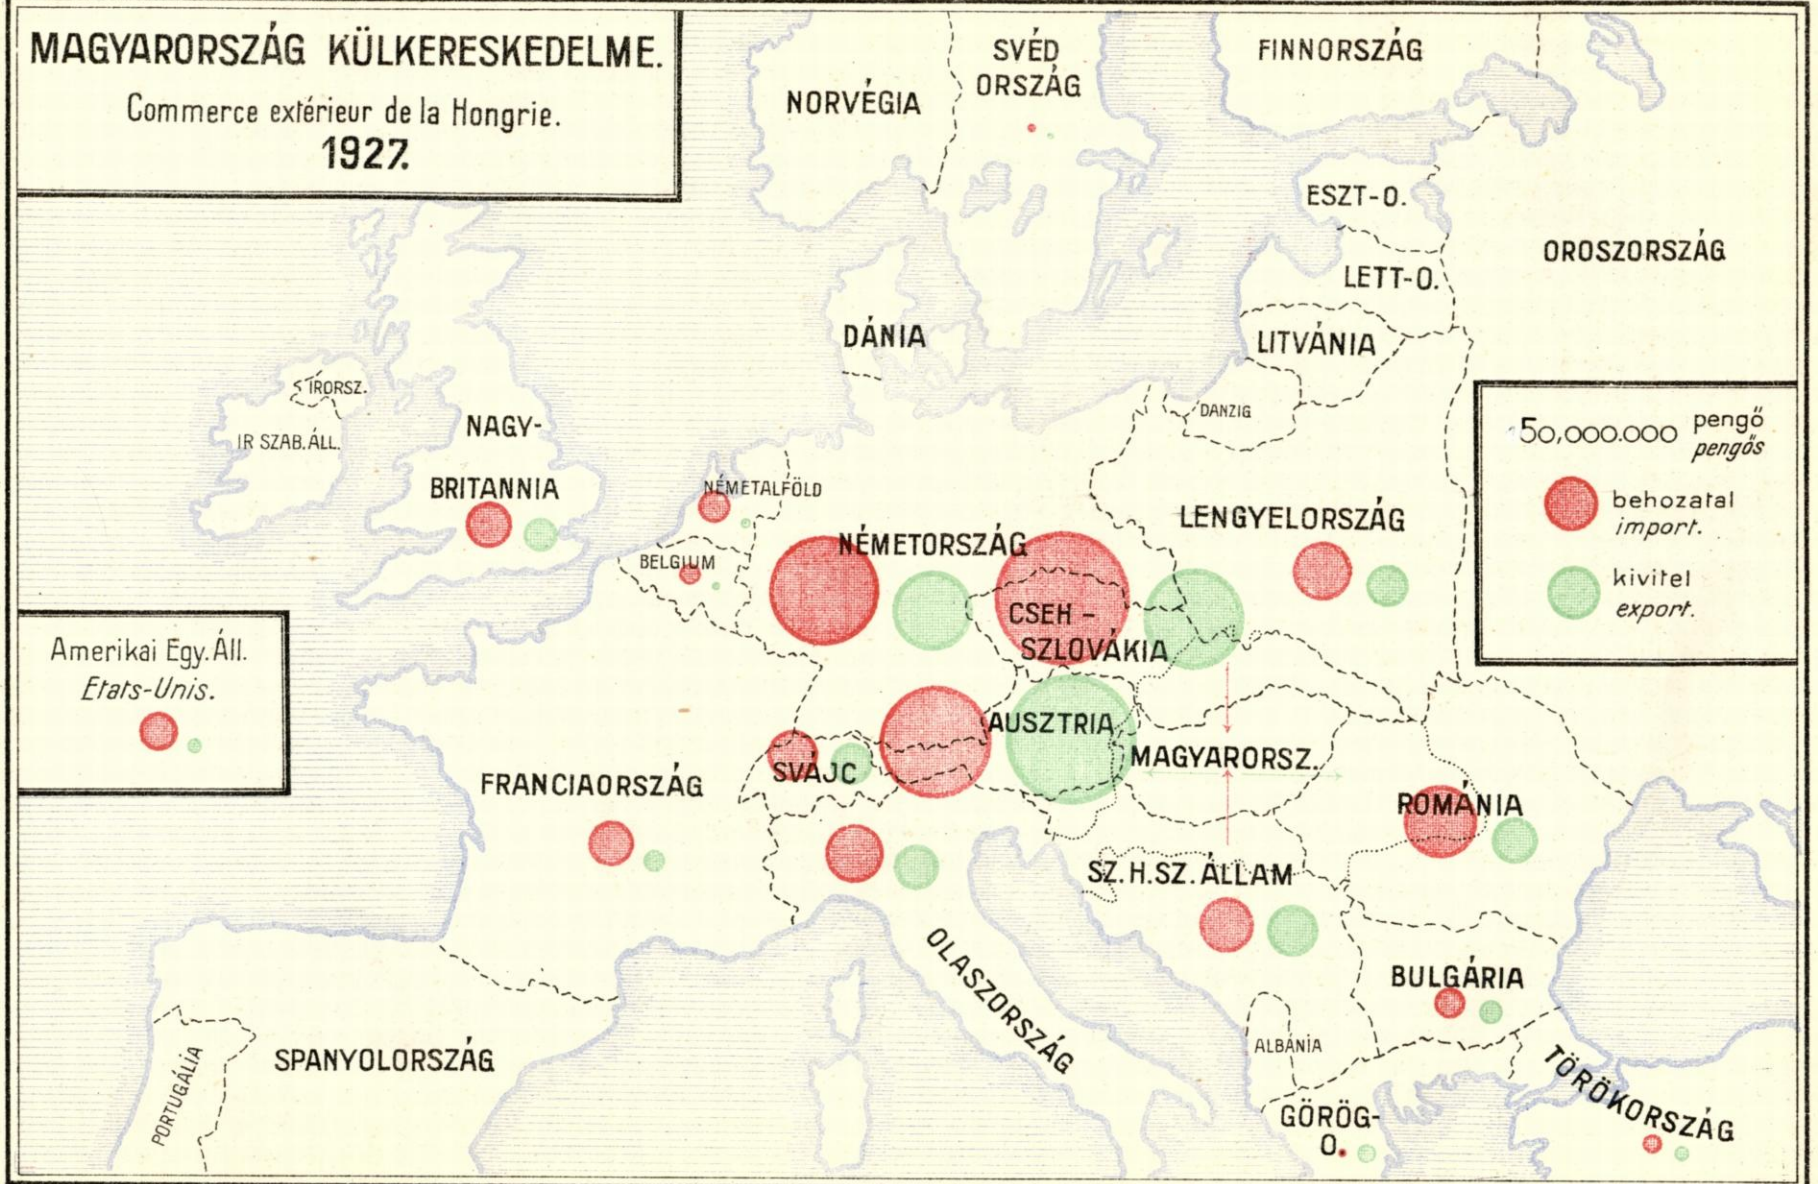 MAGYARORSZÁG KÜLKERESKEDELME.
Commerce extérieur de la Hongrie.
1927.
NORVÉGIA
SVÉD
ORSZÁG
FINNORSZÁG
ESZT-O.
OROSZORSZÁG
LETT-O.
DÁNIA
LITVÁNIA
DANZIG
ÍRORSZ.
IR SZAB.ÁLL.
NAGY-
BRITANNIA
NÉMETALFÖLD
BELGIUM
NÉMETORSZÁG
LENGYELORSZÁG
50,000.000 pengő
pengős
behozatal
import.
kivitel
export.
Amerikai Egy. Áll.
Etats-Unis.
CSEH-
SZLOVÁKIA
AUSZTRIA
MAGYARORSZ.
SVÁJC
FRANCIAORSZÁG
ROMÁNIA
SZ.H.SZ. ÁLLAM
OLASZORSZÁG
BULGÁRIA
ALBÁNIA
SPANYOLORSZÁG
PORTUGÁLIA
GÖRÖG-
O.
TÖRÖKORSZÁG